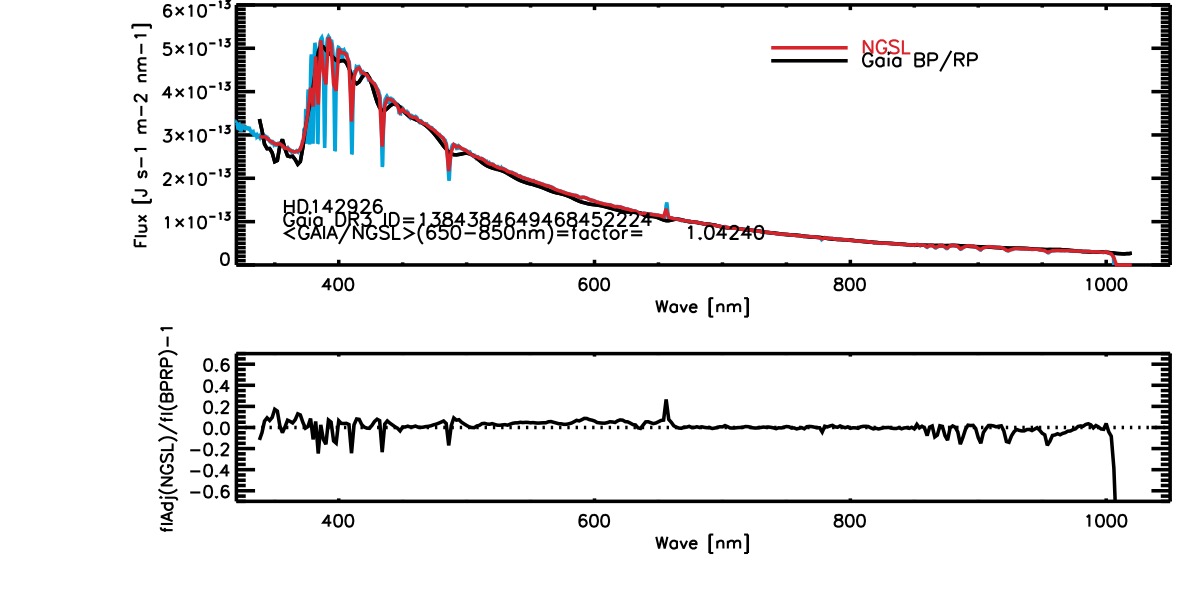 6×10−13
5×10−13
4×10−13
3×10−13
2×10−13
1×10−13
0
Flux [J s−1 m−2 nm−1]
NGSL
Gaia BP/RP
HD142926
Gaia DR3 ID=1384384649468452224
<GAIA/NGSL>(650−850nm)=factor= 1.04240
400 600 800 1000
Wave [nm]
flAdj(NGSL)/fl(BPRP)−1
0.6
0.4
0.2
0.0
−0.2
−0.4
−0.6
400 600 800 1000
Wave [nm]